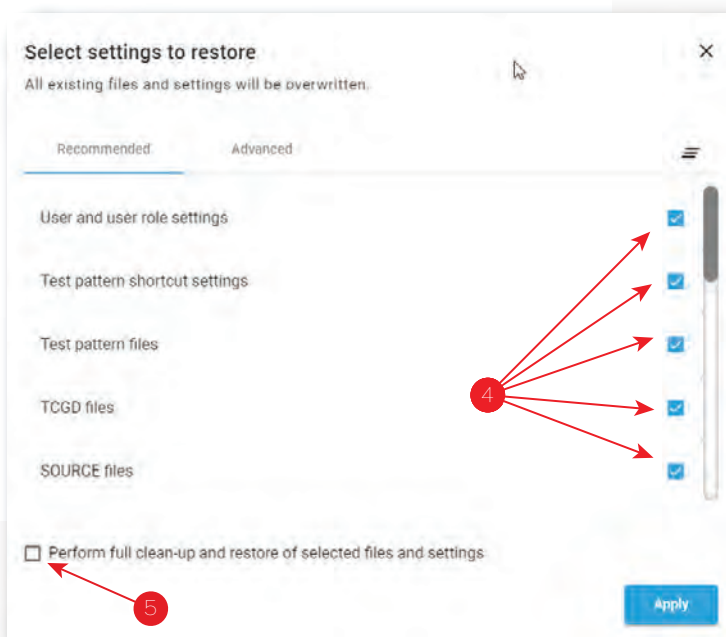 Select settings to restore
All existing files and settings will be overwritten.
Recommended Advanced
User and user role settings
Test pattern shortcut settings
Test pattern files
4
TCGD files
SOURCE files
Perform full clean-up and restore of selected files and settings
5
Apply